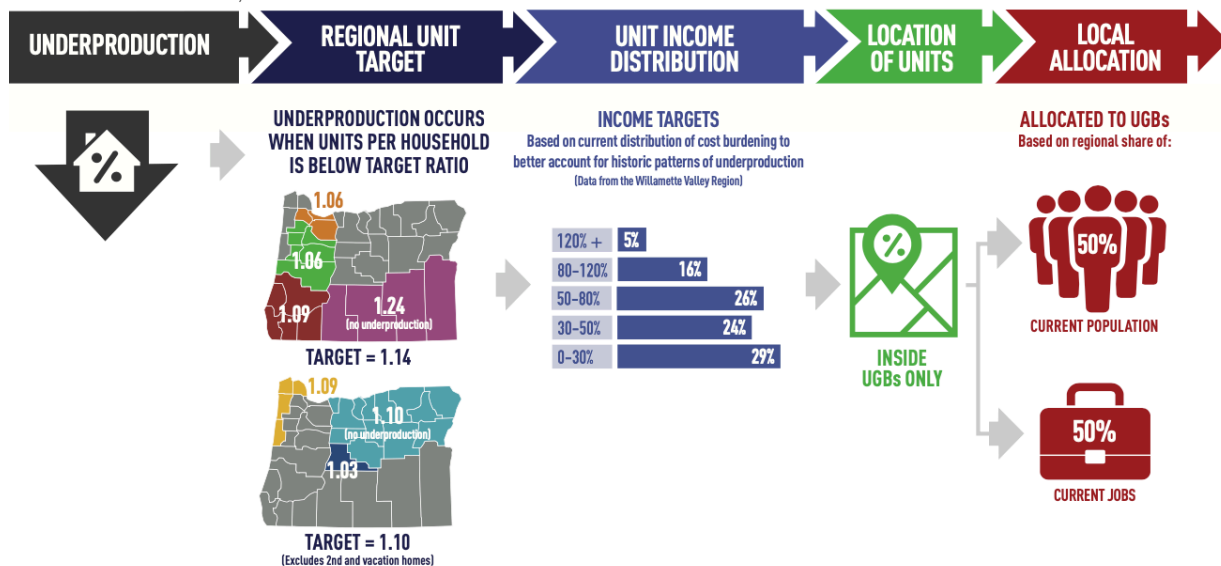 UNDERPRODUCTION
REGIONAL UNIT
TARGET
UNIT INCOME
DISTRIBUTION
LOCATION
OF UNITS
LOCAL
ALLOCATION
%
UNDERPRODUCTION OCCURS
WHEN UNITS PER HOUSEHOLD
IS BELOW TARGET RATIO
1.06
1.06
1.09
1.24
(no underproduction)
TARGET = 1.14
1.09
1.10
(no underproduction)
1.03
TARGET = 1.10
(Excludes 2nd and vacation homes)
INCOME TARGETS
Based on current distribution of cost burdening to
better account for historic patterns of underproduction
(Data from the Willamette Valley Region)
120% + 5%
80–120% 16%
50–80% 26%
30–50% 24%
0–30% 29%
%
INSIDE
UGBs ONLY
ALLOCATED TO UGBs
Based on regional share of:
50%
CURRENT POPULATION
50%
CURRENT JOBS